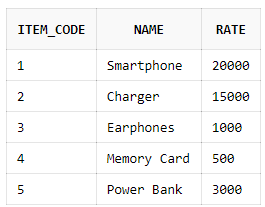 ITEM_CODE NAME RATE
1 Smartphone 20000
2 Charger 15000
3 Earphones 1000
4 Memory Card 500
5 Power Bank 3000